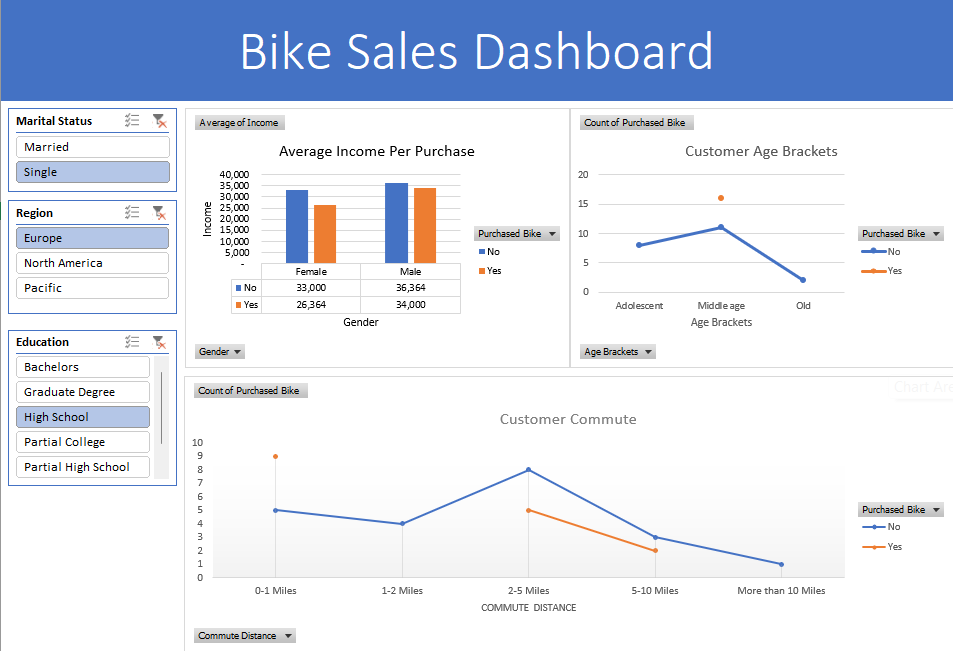 Bike Sales Dashboard
Marital Status
Married
Single
Region
Europe
North America
Pacific
Education
Bachelors
Graduate Degree
High School
Partial College
Partial High School
Average of Income
Average Income Per Purchase
Income
40,000
35,000
30,000
25,000
20,000
15,000
10,000
5,000
-
Female Male
No 33,000 36,364
Yes 26,364 34,000
Gender
Purchased Bike
No
Yes
Gender
Count of Purchased Bike
Customer Age Brackets
20
15
10
5
0
Adolescent Middle age Old
Age Brackets
Purchased Bike
No
Yes
Age Brackets
Count of Purchased Bike
Chart Are
Customer Commute
10
9
8
7
6
5
4
3
2
1
0
0-1 Miles 1-2 Miles 2-5 Miles 5-10 Miles More than 10 Miles
COMMUTE DISTANCE
Purchased Bike
No
Yes
Commute Distance